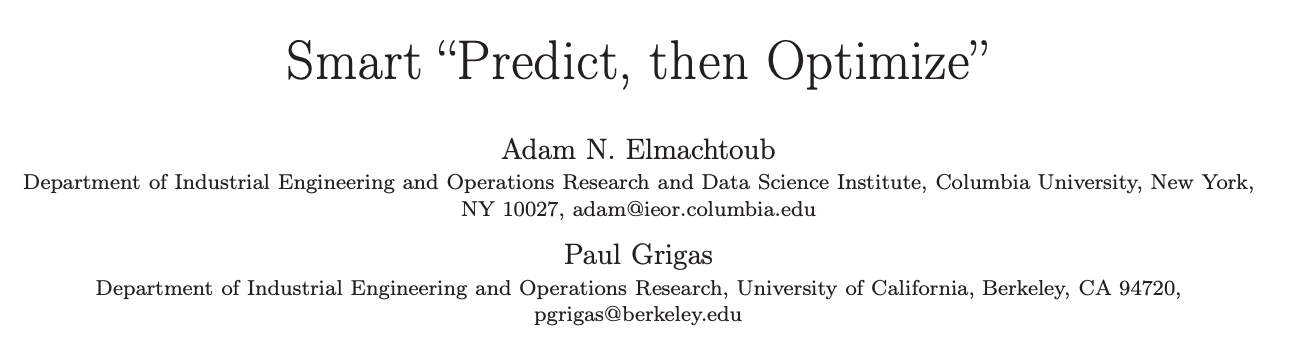 Smart “Predict, then Optimize”
Adam N. Elmachtoub
Department of Industrial Engineering and Operations Research and Data Science Institute, Columbia University, New York,
NY 10027, adam@ieor.columbia.edu
Paul Grigas
Department of Industrial Engineering and Operations Research, University of California, Berkeley, CA 94720,
pgrigas@berkeley.edu